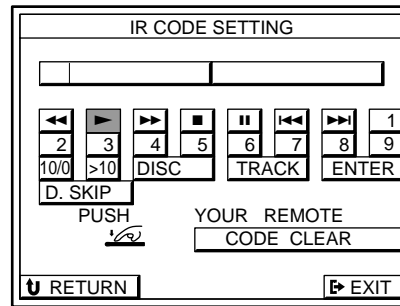 IR CODE SETTING
1
2 3 4 5 6 7 8 9
10/0 >10 DISC TRACK ENTER
D. SKIP
PUSH YOUR REMOTE
CODE CLEAR
RETURN EXIT